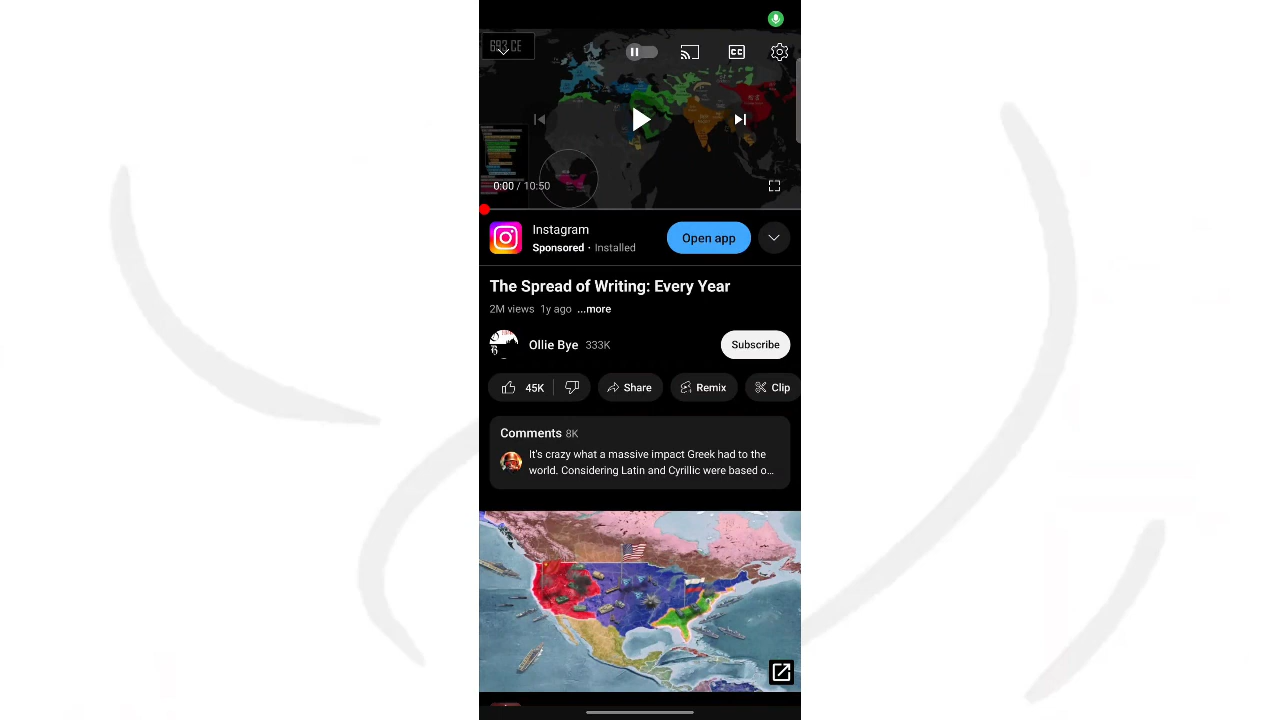 693 CE
0:00 / 10:50
Instagram
Open app
Sponsored · Installed
The Spread of Writing: Every Year
2M views 1y ago ...more
Ollie Bye 333K
Subscribe
45K
Share
Remix
Clip
Comments 8K
It's crazy what a massive impact Greek had to the
world. Considering Latin and Cyrillic were based o...